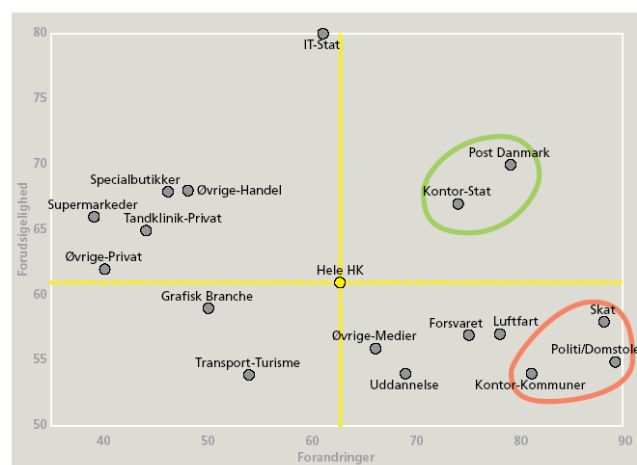 80
IT-Stat
75
70
Post Danmark
Specialbutikker
Øvrige-Handel
Kontor-Stat
Supermarkeder
Tandklinik-Privat
65
Forudsigelighed
Øvrige-Privat
Hele HK
60
Grafisk Branche
Skat
Forsvaret
Luftfart
Øvrige-Medier
Politi/Domstole
55
Transport-Turisme
Uddannelse
Kontor-Kommuner
50
40
50
60
70
80
90
Forandringer